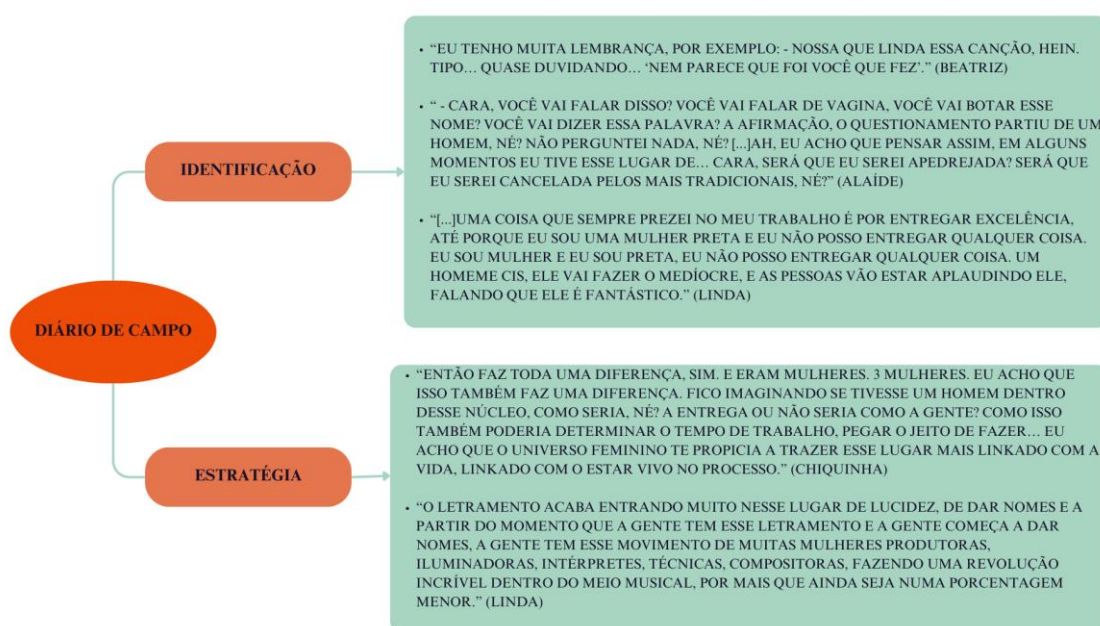 • “EU TENHO MUITA LEMBRANÇA, POR EXEMPLO: - NOSSA QUE LINDA ESSA CANÇÃO, HEIN.
TIPO… QUASE DUVIDANDO… ‘NEM PARECE QUE FOI VOCÊ QUE FEZ’.” (BEATRIZ)
• “ - CARA, VOCÊ VAI FALAR DISSO? VOCÊ VAI FALAR DE VAGINA, VOCÊ VAI BOTAR ESSE
NOME? VOCÊ VAI DIZER ESSA PALAVRA? A AFIRMAÇÃO, O QUESTIONAMENTO PARTIU DE UM
HOMEM, NÉ? NÃO PERGUNTEI NADA, NÉ? [...]AH, EU ACHO QUE PENSAR ASSIM, EM ALGUNS
MOMENTOS EU TIVE ESSE LUGAR DE… CARA, SERÁ QUE EU SEREI APEDREJADA? SERÁ QUE
EU SEREI CANCELADA PELOS MAIS TRADICIONAIS, NÉ?” (ALAÍDE)
IDENTIFICAÇÃO
• “[...]UMA COISA QUE SEMPRE PREZEI NO MEU TRABALHO É POR ENTREGAR EXCELÊNCIA,
ATÉ PORQUE EU SOU UMA MULHER PRETA E EU NÃO POSSO ENTREGAR QUALQUER COISA.
EU SOU MULHER E EU SOU PRETA, EU NÃO POSSO ENTREGAR QUALQUER COISA. UM
HOMEME CIS, ELE VAI FAZER O MEDÍOCRE, E AS PESSOAS VÃO ESTAR APLAUDINDO ELE,
FALANDO QUE ELE É FANTÁSTICO.” (LINDA)
DIÁRIO DE CAMPO
• “ENTÃO FAZ TODA UMA DIFERENÇA, SIM. E ERAM MULHERES. 3 MULHERES. EU ACHO QUE
ISSO TAMBÉM FAZ UMA DIFERENÇA. FICO IMAGINANDO SE TIVESSE UM HOMEM DENTRO
DESSE NÚCLEO, COMO SERIA, NÉ? A ENTREGA OU NÃO SERIA COMO A GENTE? COMO ISSO
TAMBÉM PODERIA DETERMINAR O TEMPO DE TRABALHO, PEGAR O JEITO DE FAZER… EU
ACHO QUE O UNIVERSO FEMININO TE PROPICIA A TRAZER ESSE LUGAR MAIS LINKADO COM A
VIDA, LINKADO COM O ESTAR VIVO NO PROCESSO.” (CHIQUINHA)
ESTRATÉGIA
• “O LETRAMENTO ACABA ENTRANDO MUITO NESSE LUGAR DE LUCIDEZ, DE DAR NOMES E A
PARTIR DO MOMENTO QUE A GENTE TEM ESSE LETRAMENTO E A GENTE COMEÇA A DAR
NOMES, A GENTE TEM ESSE MOVIMENTO DE MUITAS MULHERES PRODUTORAS,
ILUMINADORAS, INTÉRPRETES, TÉCNICAS, COMPOSITORAS, FAZENDO UMA REVOLUÇÃO
INCRÍVEL DENTRO DO MEIO MUSICAL, POR MAIS QUE AINDA SEJA NUMA PORCENTAGEM
MENOR.” (LINDA)